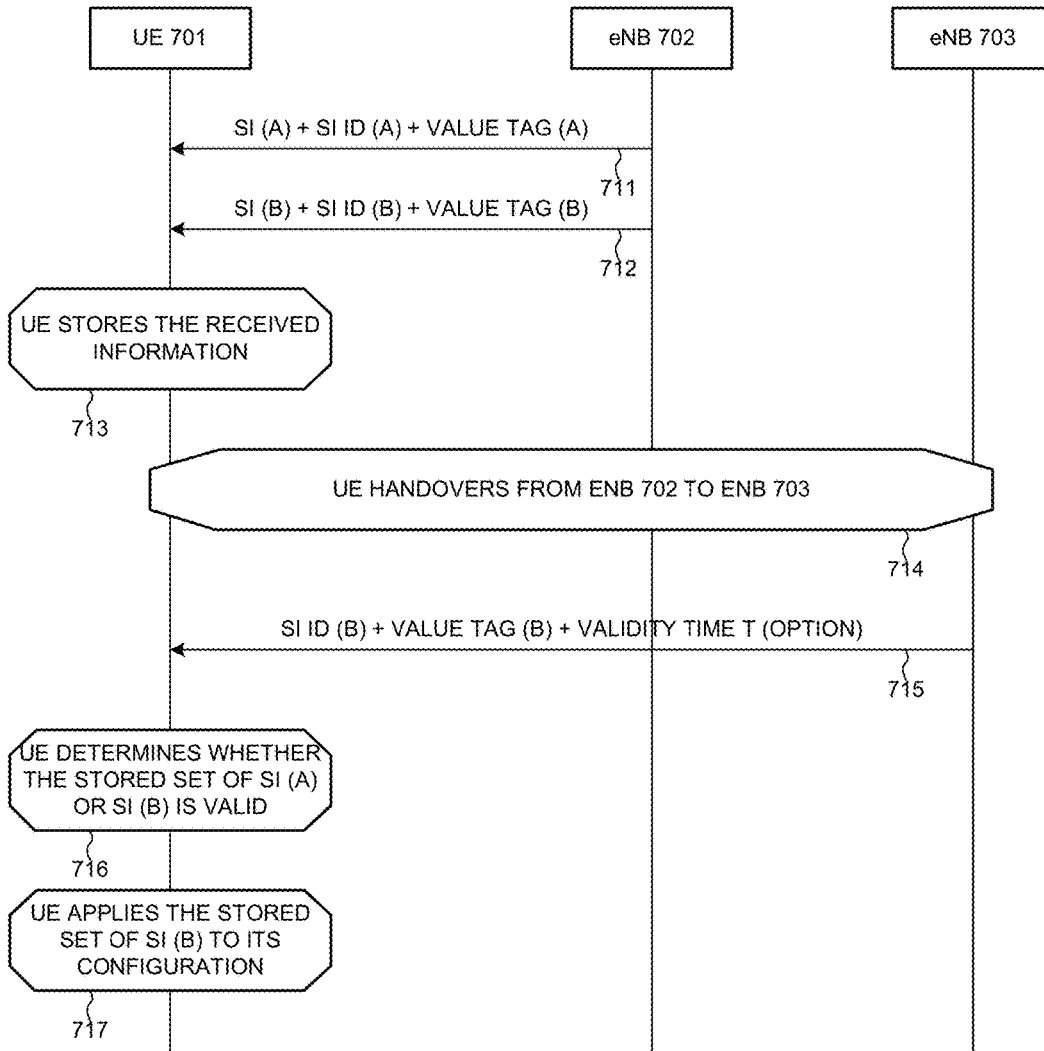 UE 701
eNB 702
eNB 703
SI (A) + SI ID (A) + VALUE TAG (A)
711
SI (B) + SI ID (B) + VALUE TAG (B)
712
UE STORES THE RECEIVED
INFORMATION
713
UE HANDOVERS FROM ENB 702 TO ENB 703
714
SI ID (B) + VALUE TAG (B) + VALIDITY TIME T (OPTION)
715
UE DETERMINES WHETHER
THE STORED SET OF SI (A)
OR SI (B) IS VALID
716
UE APPLIES THE STORED
SET OF SI (B) TO ITS
CONFIGURATION
717